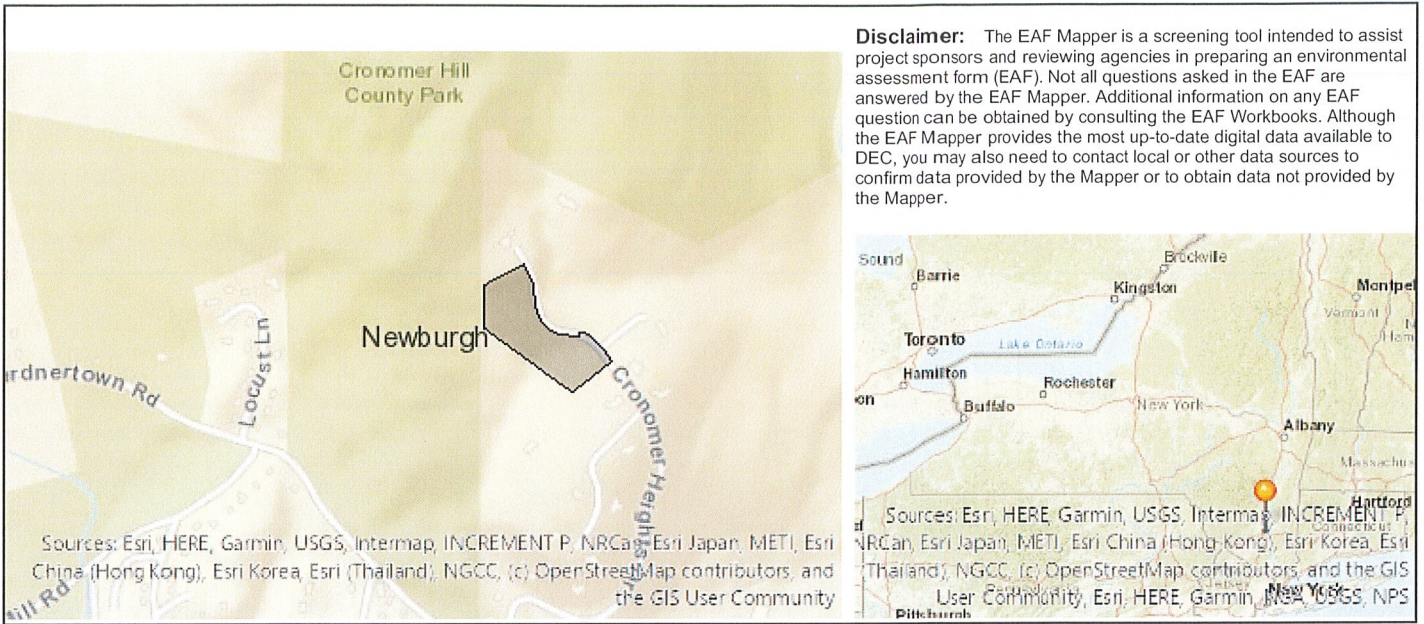 Disclaimer: The EAF Mapper is a screening tool intended to assist
project sponsors and reviewing agencies in preparing an environmental
assessment form (EAF). Not all questions asked in the EAF are
answered by the EAF Mapper. Additional information on any EAF
question can be obtained by consulting the EAF Workbooks. Although
the EAF Mapper provides the most up-to-date digital data available to
DEC, you may also need to contact local or other data sources to
confirm data provided by the Mapper or to obtain data not provided by
the Mapper.
Cronomer Hill
County Park
Newburgh
ardnertown Rd
Locust Ln
Cronomer Heights
Mill Rd
Sources: Esri, HERE, Garmin, USGS, Intermap, INCREMENT P, NRCan, Esri Japan, METI, Esri
China (Hong Kong), Esri Korea, Esri (Thailand), NGCC, (c) OpenStreetMap contributors, and
the GIS User Community
Sound
Barrie
Brockville
Kingston
Montpel
Vermont
Toronto
Lake Ontario
Ham
Hamilton
Rochester
on
Buffalo
New York
Albany
Massachus
Hartford
Connecticut
Sources: Esri, HERE, Garmin, USGS, Intermap, INCREMENT P,
NRCan, Esri Japan, METI, Esri China (Hong Kong), Esri Korea, Esri
(Thailand), NGCC, (c) OpenStreetMap contributors, and the GIS
User Community, Esri, HERE, Garmin, NGA, USGS, NPS
New York
Pittsburgh